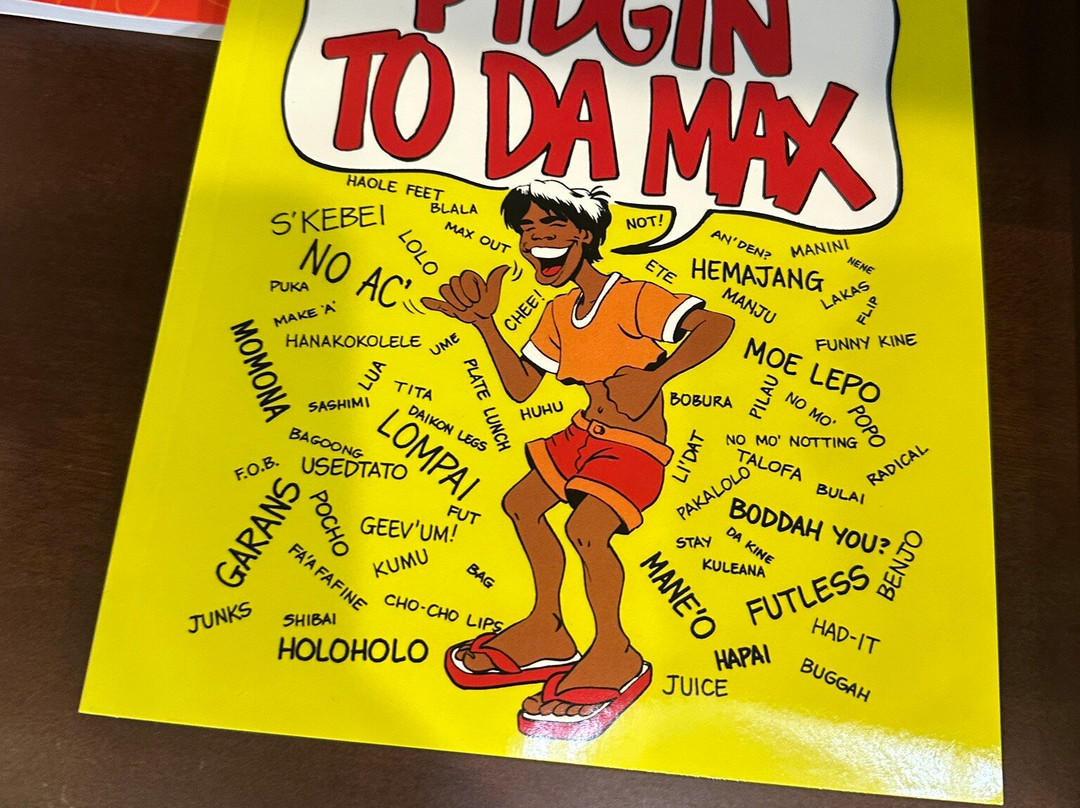 PIDGIN
TO DA MAX
HAOLE FEET
S'KEBEI
BLALA
MAX OUT
LOLO
NO AC'
PUKA
MAKE 'A'
HANAKOKOLELE
UME
CHEE!
MOMONA
LUA
TITA
PLATE LUNCH
SASHIMI
DAIKON LEGS
HUHU
BAGOONG
LOMPAI
F.O.B.
USEDTATO
GARANS
POCHO
FUT
GEEV'UM!
FA'A FAFINE
KUMU
BAG
JUNKS
SHIBAI
CHO-CHO LIPS
HOLOHOLO
NOT!
AN' DEN?
MANINI
NENE
ETE
HEMAJANG
LAKAS
FLIP
MANJU
FUNNY KINE
MOE LEPO
BOBURA
PILAU
NO MO'
POPO
LI'DAT
NO MO' NOTTING
TALOFA
RADICAL
PAKALOLO
BULAI
BODDAH YOU?
STAY
DA KINE
KULEANA
BENJO
MANE'O
FUTLESS
HAD-IT
HAPAI
BUGGAH
JUICE